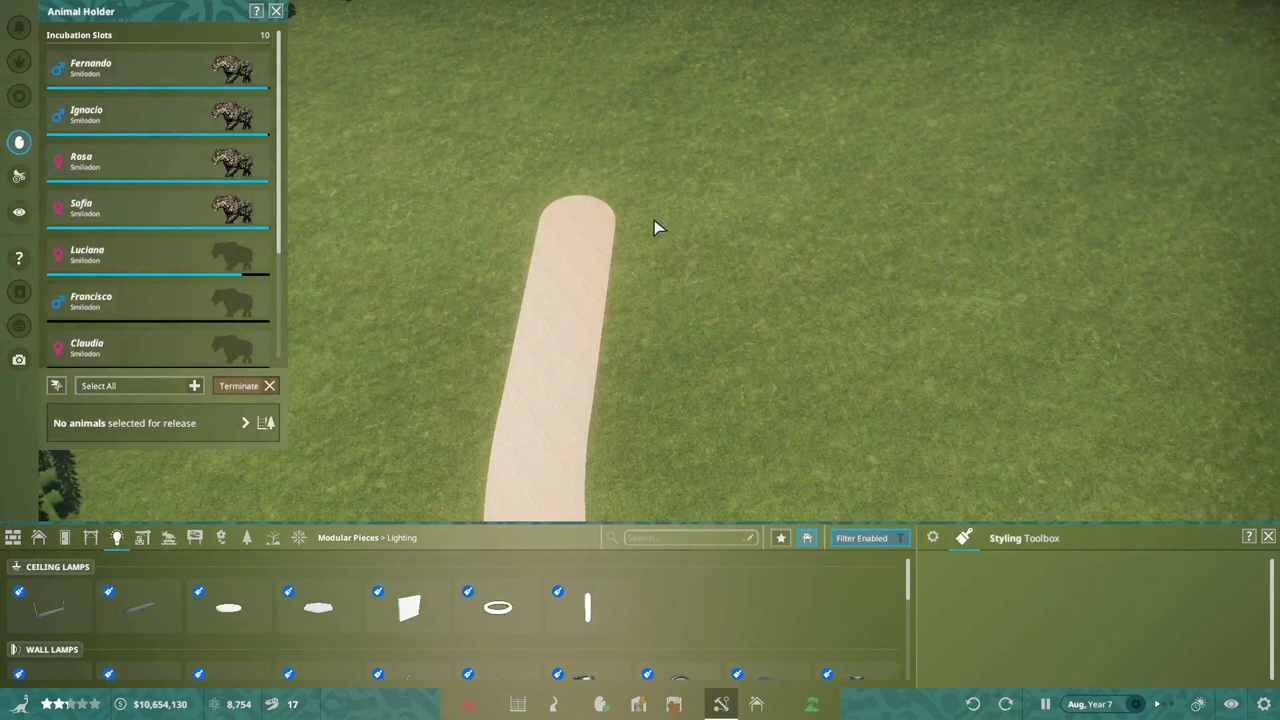 Animal Holder
?
Incubation Slots 10
Fernando
Smilodon
Ignacio
Smilodon
Rosa
Smilodon
Sofia
Smilodon
Luciana
Smilodon
Francisco
Smilodon
Claudia
Smilodon
Select All
Terminate
No animals selected for release
?
Modular Pieces > Lighting
Search...
Filter Enabled
Styling Toolbox
?
CEILING LAMPS
WALL LAMPS
$10,654,130
8,754
17
Aug, Year 7